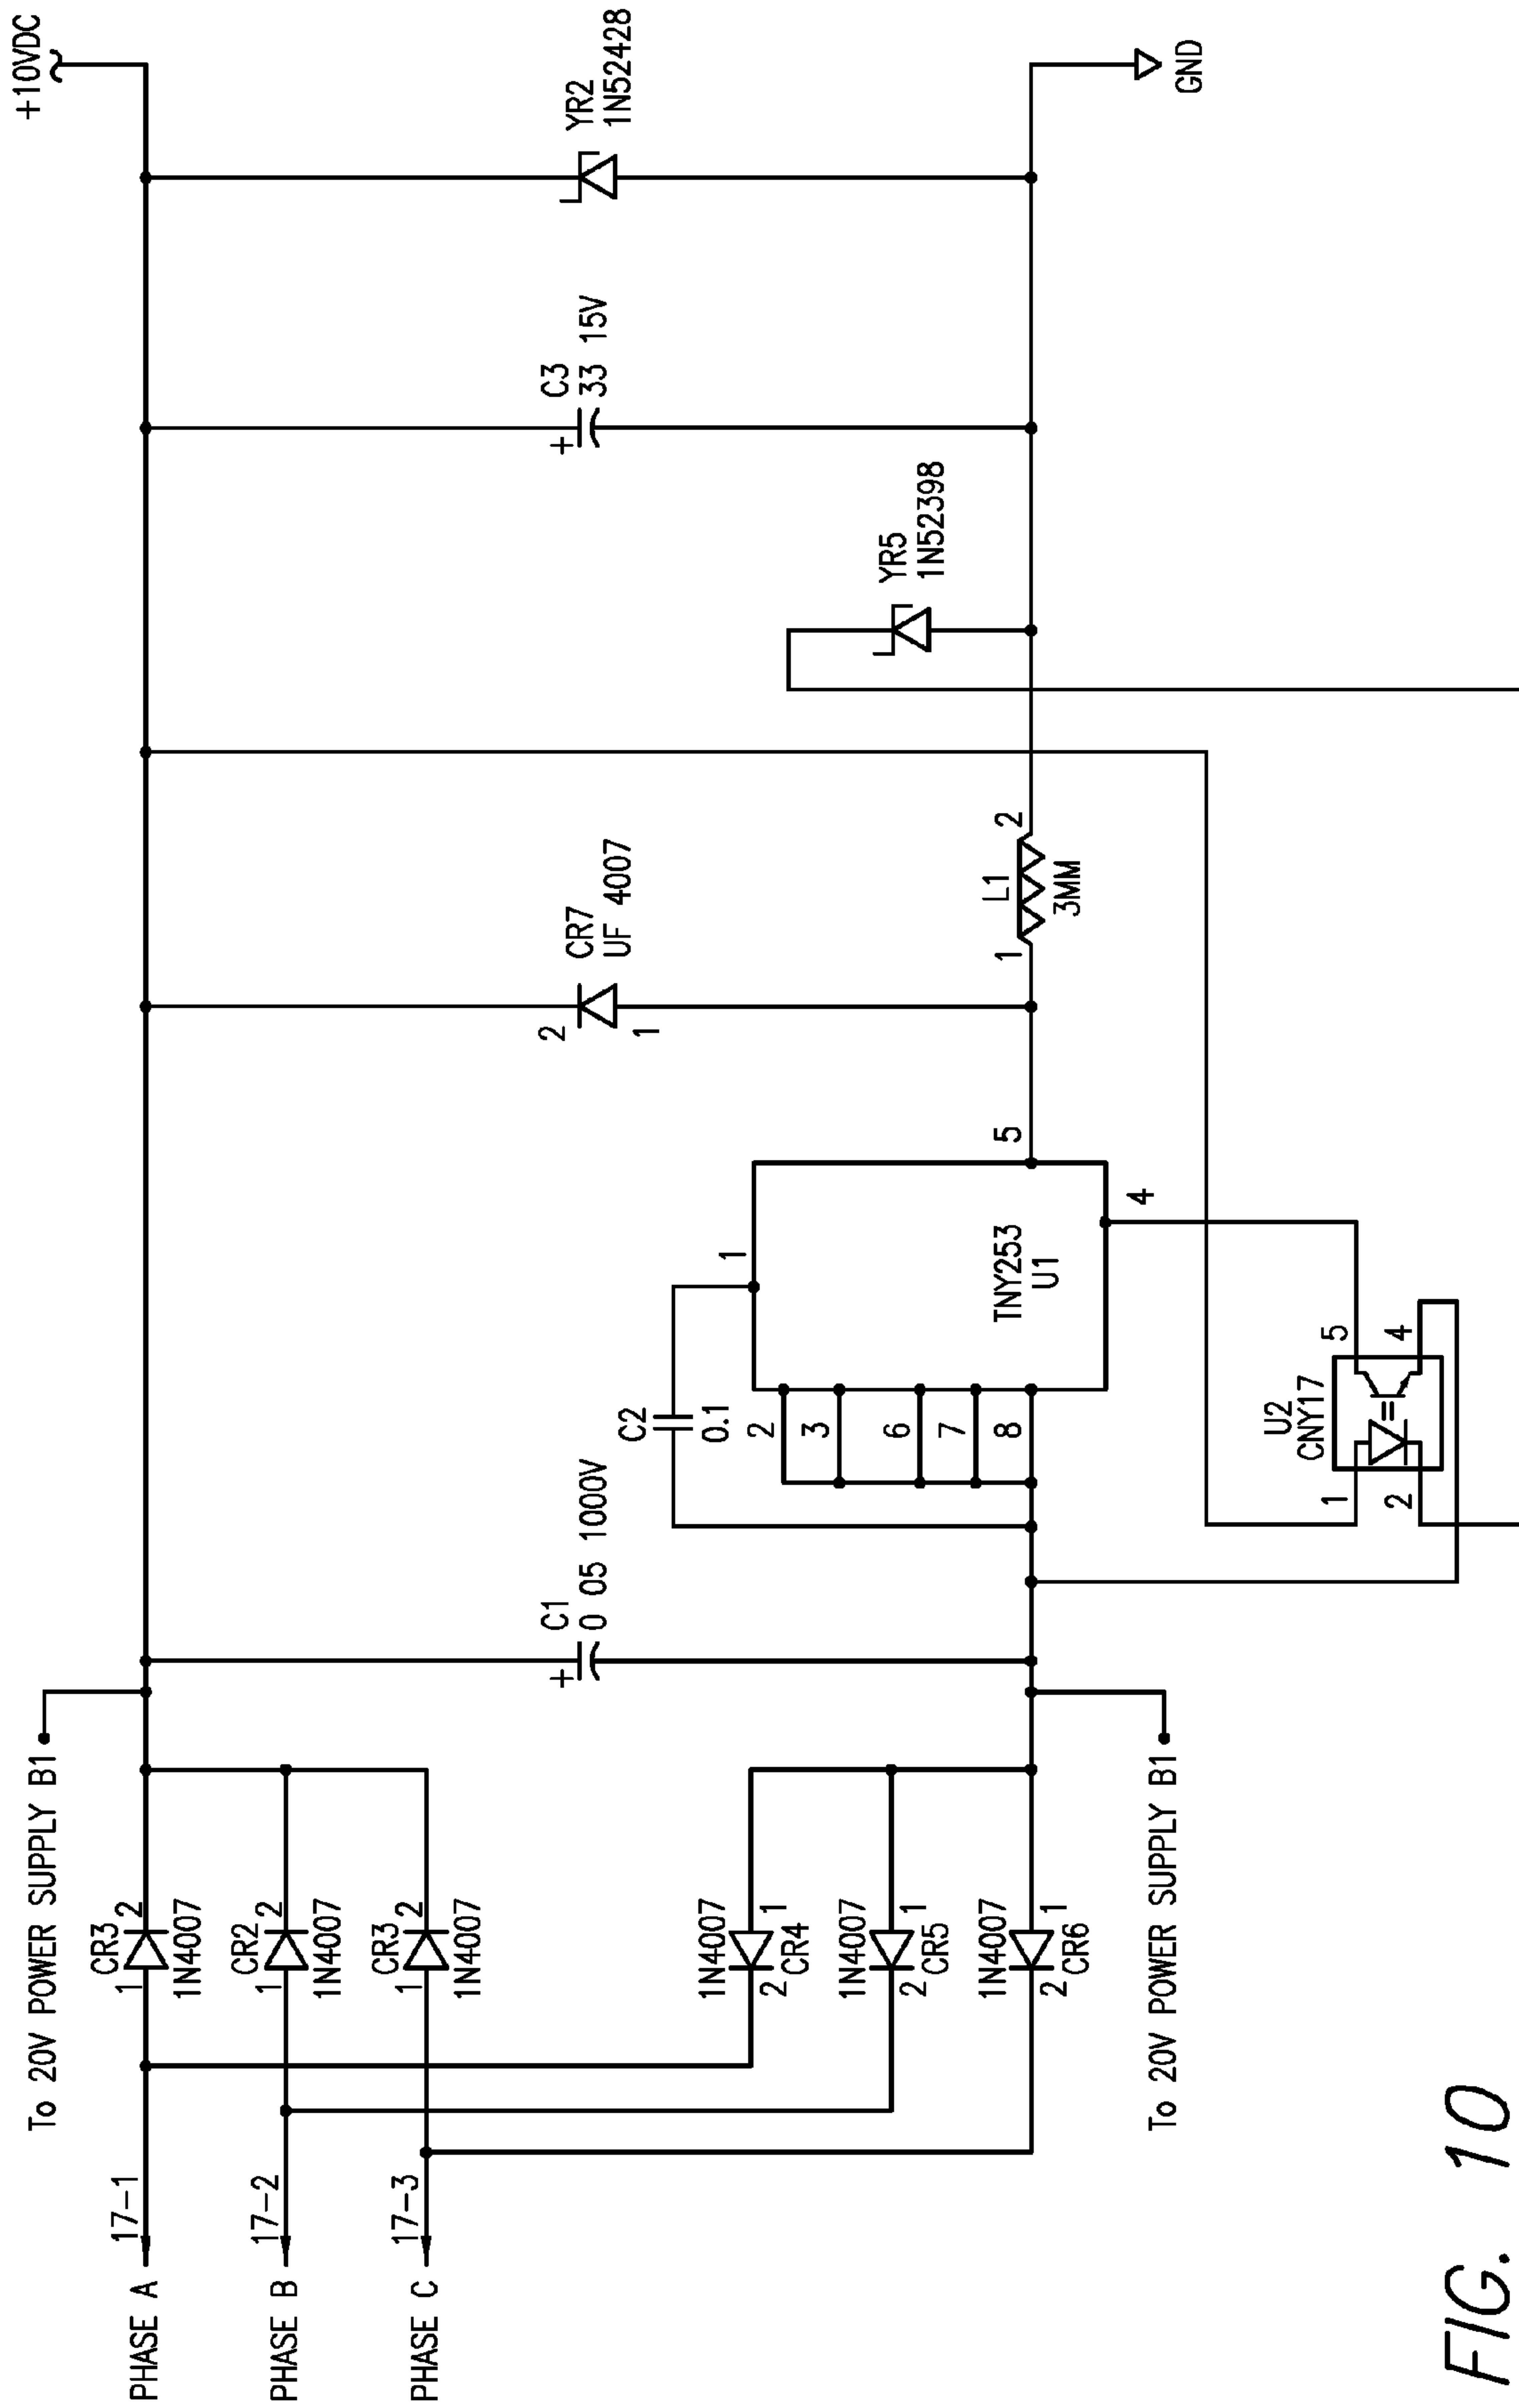 +10VDC
To 20V POWER SUPPLY B1
PHASE A
17-1
CR3
1
2
1N4007
PHASE B
17-2
CR2
1
2
1N4007
PHASE C
17-3
CR3
1
2
1N4007
1N4007
2
1
CR4
1N4007
2
1
CR5
1N4007
2
1
CR6
To 20V POWER SUPPLY B1
+
C1
0 05 1000V
C2
0.1
1
2
3
6
7
8
TNY253
U1
5
4
U2
CNY17
1
2
5
4
2
CR7
UF 4007
1
1
L1
2
3MM
YR5
1N52398
+
C3
33 15V
YR2
1N52428
GND
FIG. 10